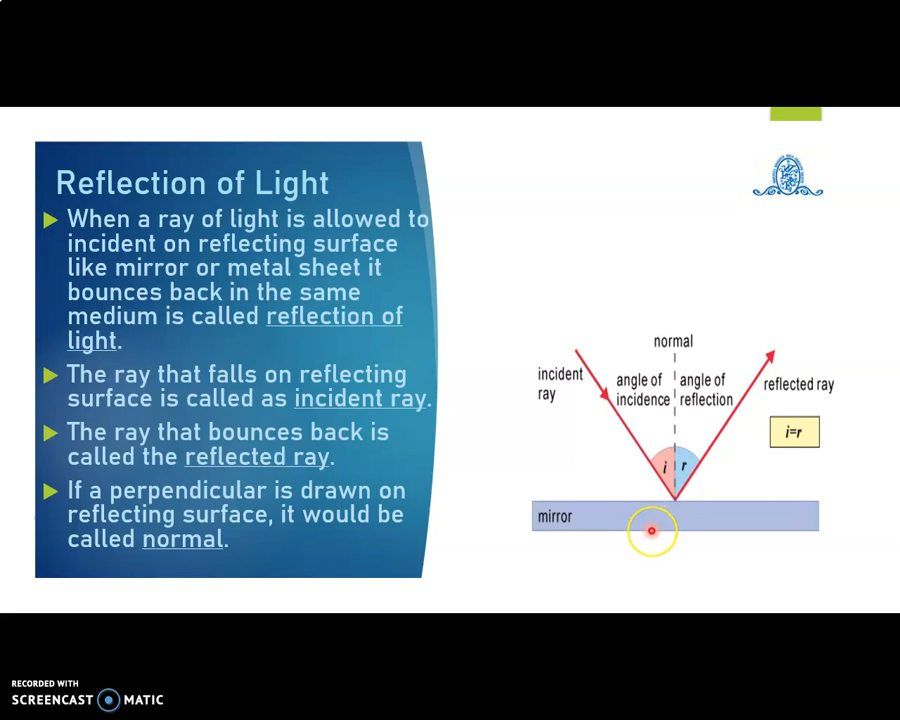 Reflection of Light
When a ray of light is allowed to
incident on reflecting surface
like mirror or metal sheet it
bounces back in the same
medium is called reflection of
light.
The ray that falls on reflecting
surface is called as incident ray.
The ray that bounces back is
called the reflected ray.
If a perpendicular is drawn on
reflecting surface, it would be
called normal.
normal
incident
ray
angle of
incidence
angle of
reflection
reflected ray
i=r
i
r
mirror
RECORDED WITH
SCREENCAST MATIC